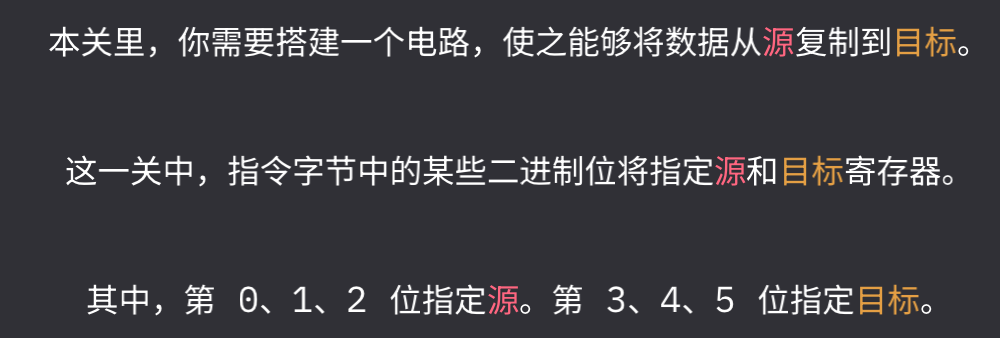 本关里，你需要搭建一个电路，使之能够将数据从源复制到目标。
这一关中，指令字节中的某些二进制位将指定源和目标寄存器。
其中，第 0、1、2 位指定源。第 3、4、5 位指定目标。